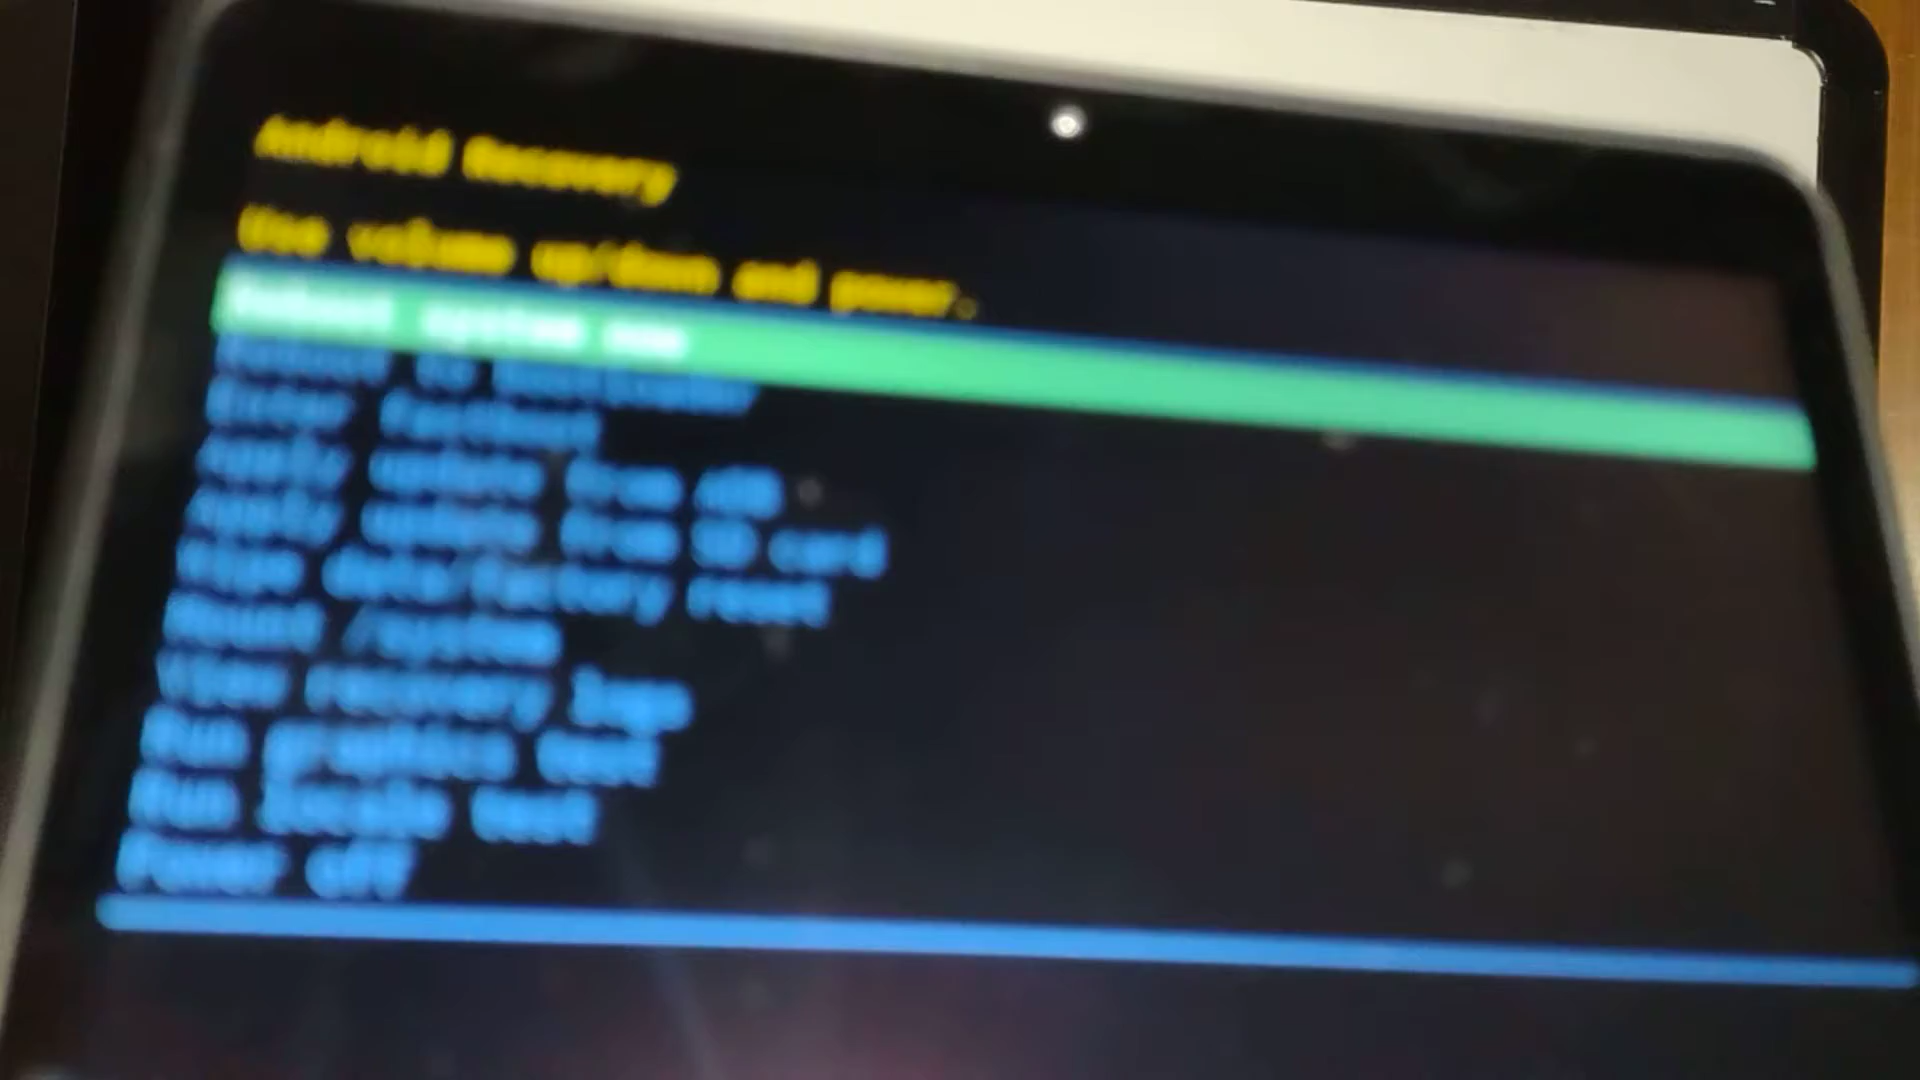 Android Recovery
Use volume up/down and power.
Reboot system now
Reboot to bootloader
Enter fastboot
Apply update from ADB
Apply update from SD card
Wipe data/factory reset
Mount /system
View recovery logs
Run graphics test
Run locale test
Power off